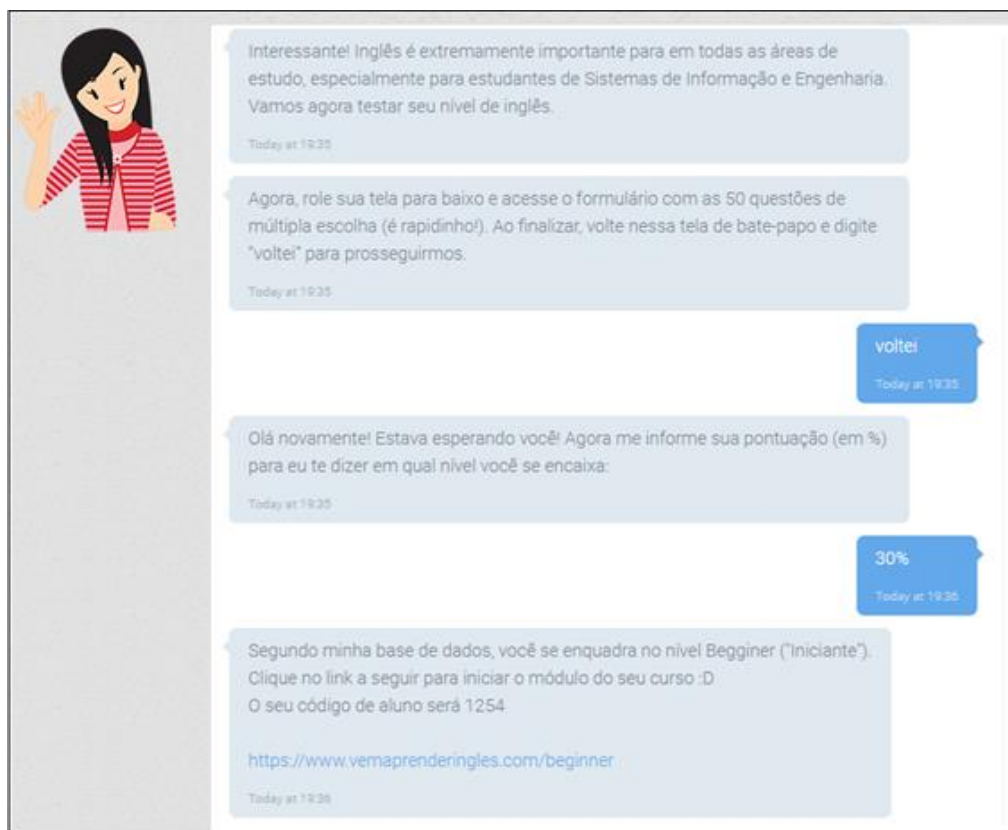 Interessante! Inglês é extremamente importante para em todas as áreas de
estudo, especialmente para estudantes de Sistemas de Informação e Engenharia.
Vamos agora testar seu nível de inglês.
Today at 19:35
Agora, role sua tela para baixo e acesse o formulário com as 50 questões de
múltipla escolha (é rapidinho!). Ao finalizar, volte nessa tela de bate-papo e digite
"voltei" para prosseguirmos.
Today at 19:35
voltei
Today at 19:35
Olá novamente! Estava esperando você! Agora me informe sua pontuação (em %)
para eu te dizer em qual nível você se encaixa:
Today at 19:35
30%
Today at 19:36
Segundo minha base de dados, você se enquadra no nível Begginer ("Iniciante").
Clique no link a seguir para iniciar o módulo do seu curso :D
O seu código de aluno será 1254
https://www.vemaprenderingles.com/beginner
Today at 19:36